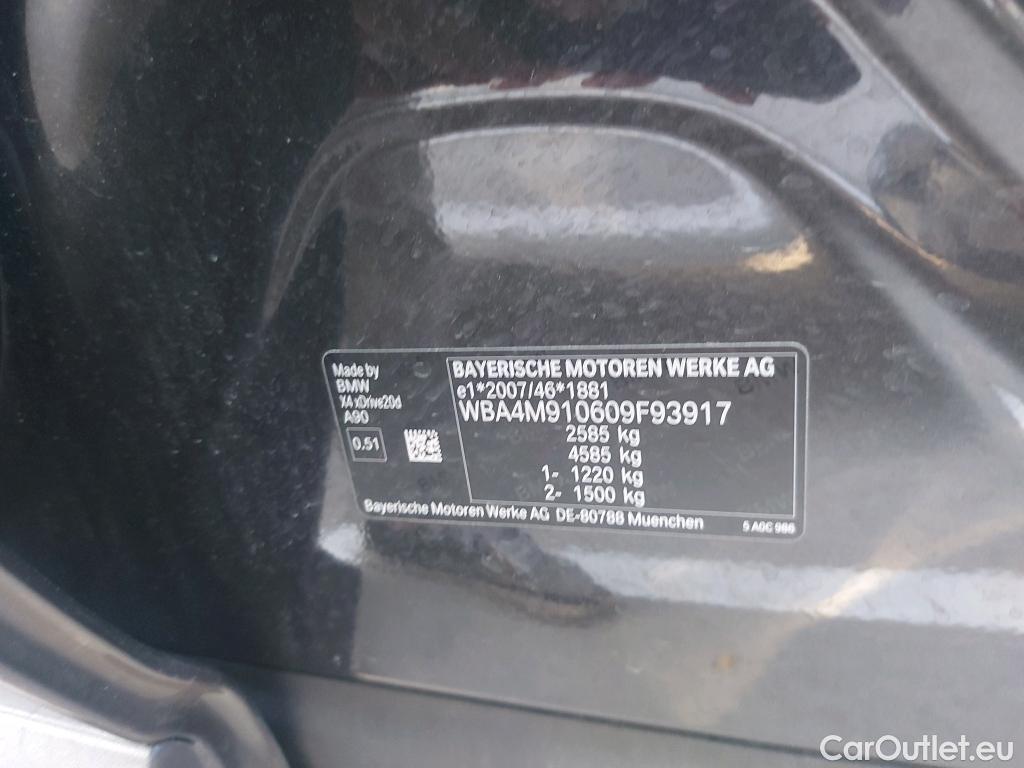 Made by
BMW
X4 xDrive20d
A90
0.51
BAYERISCHE MOTOREN WERKE AG
e1*2007/46*1881
WBA4M910609F93917
2585 kg
4585 kg
1- 1220 kg
2- 1500 kg
Bayerische Motoren Werke AG DE-80788 Muenchen
5 A0C 986
CarOutlet.eu